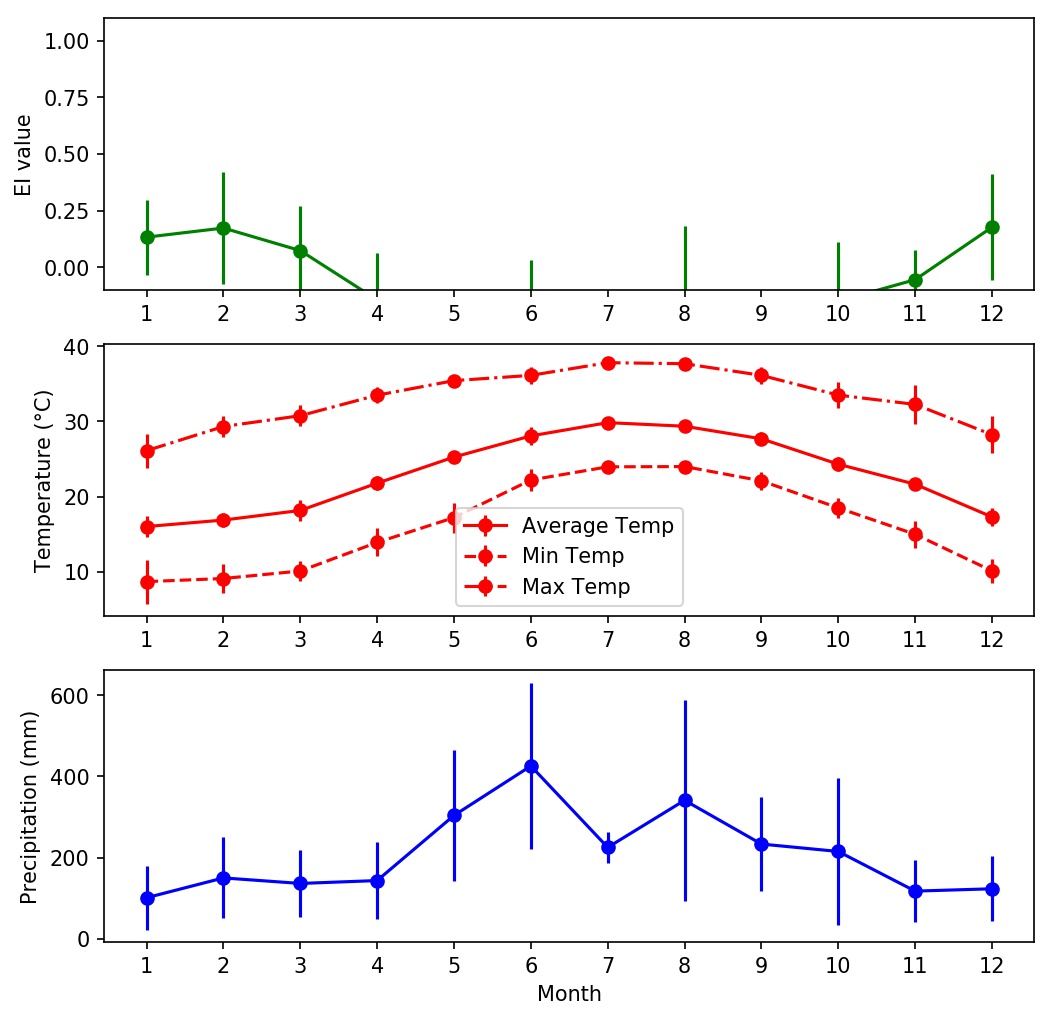 EI value
1.00
0.75
0.50
0.25
0.00
1 2 3 4 5 6 7 8 9 10 11 12
Temperature (°C)
40
30
20
10
Average Temp
Min Temp
Max Temp
1 2 3 4 5 6 7 8 9 10 11 12
Precipitation (mm)
600
400
200
0
1 2 3 4 5 6 7 8 9 10 11 12
Month